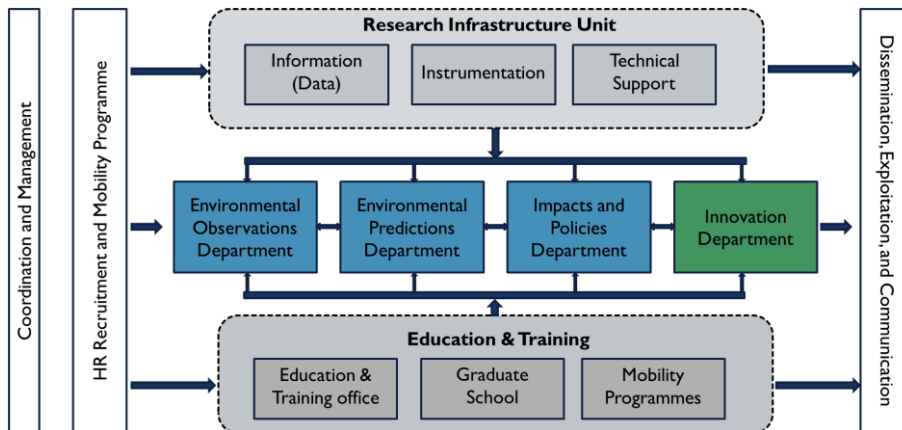 Coordination and Management
HR Recruitment and Mobility Programme
Research Infrastructure Unit
Information
(Data)
Instrumentation
Technical
Support
Environmental
Observations
Department
Environmental
Predictions
Department
Impacts and
Policies
Department
Innovation
Department
Education & Training
Education &
Training office
Graduate
School
Mobility
Programmes
Dissemination, Exploitation, and Communication